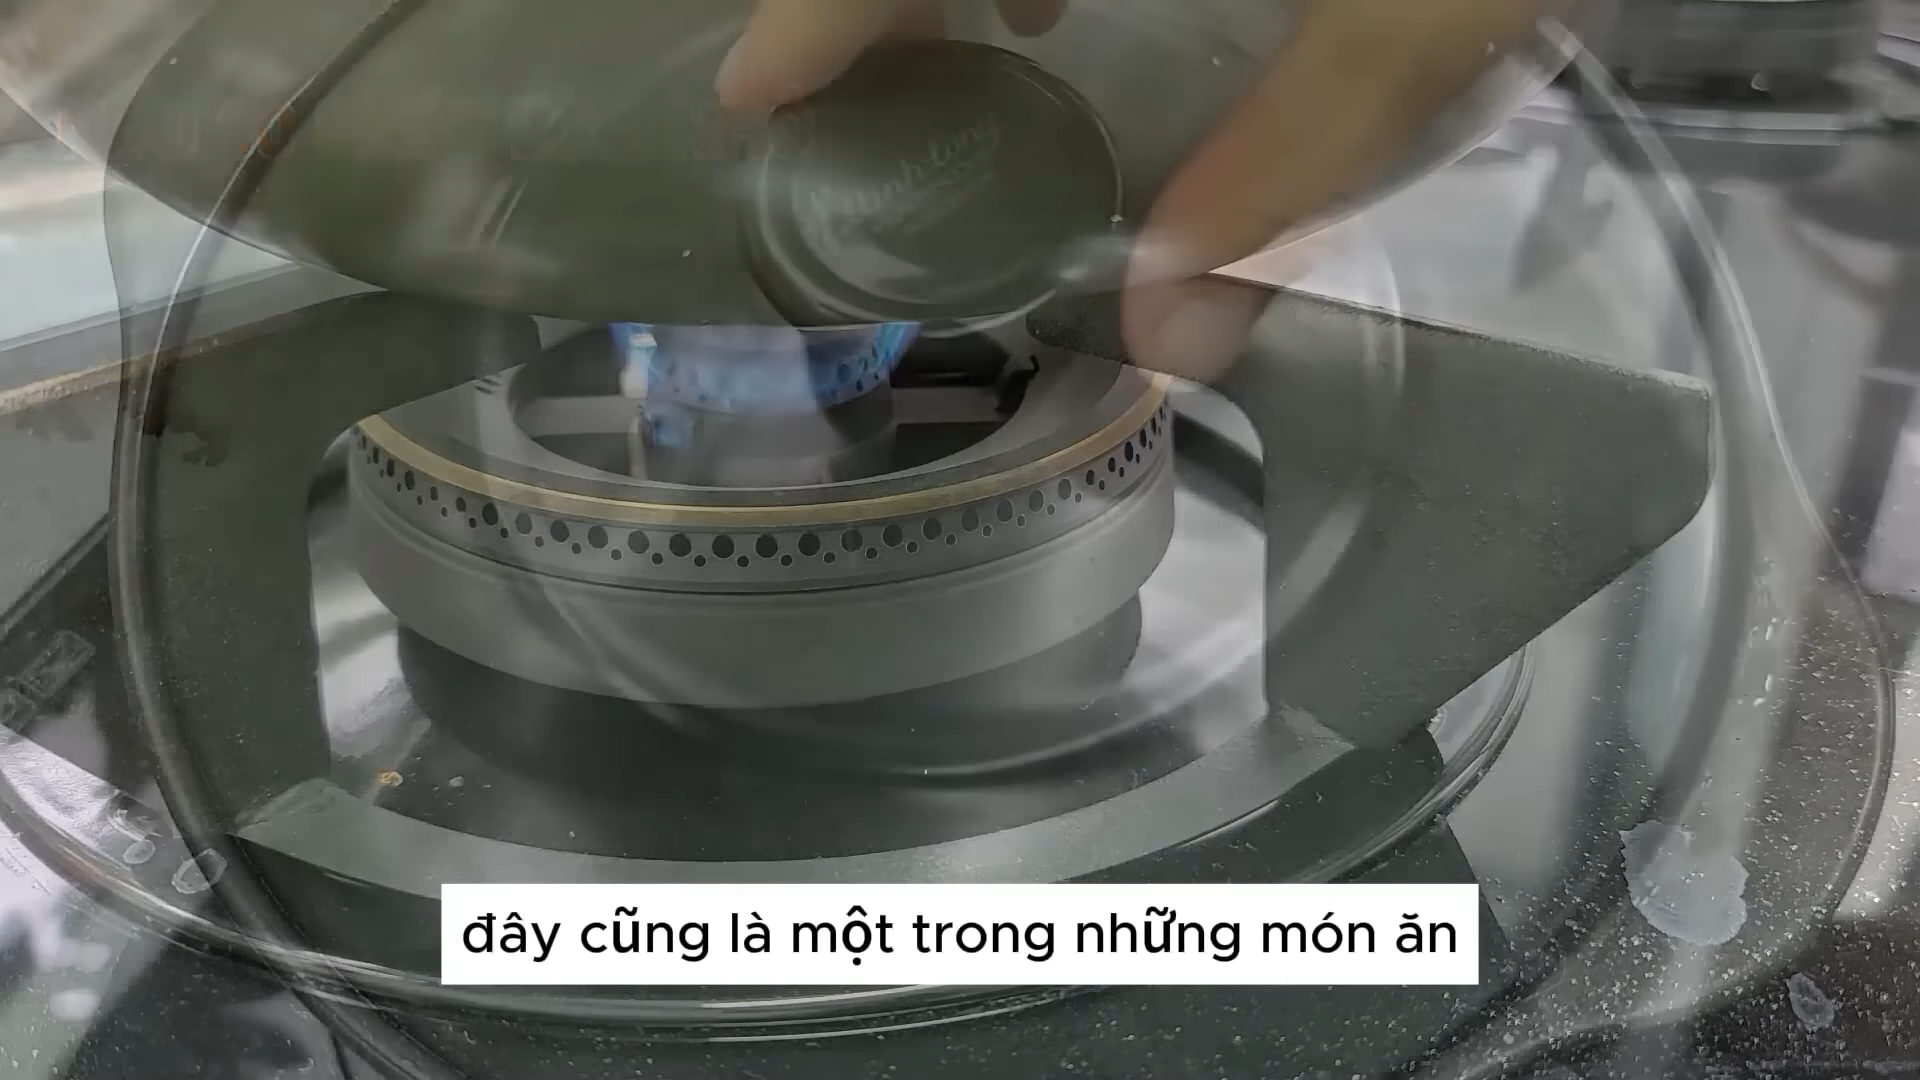 đây cũng là một trong những món ăn